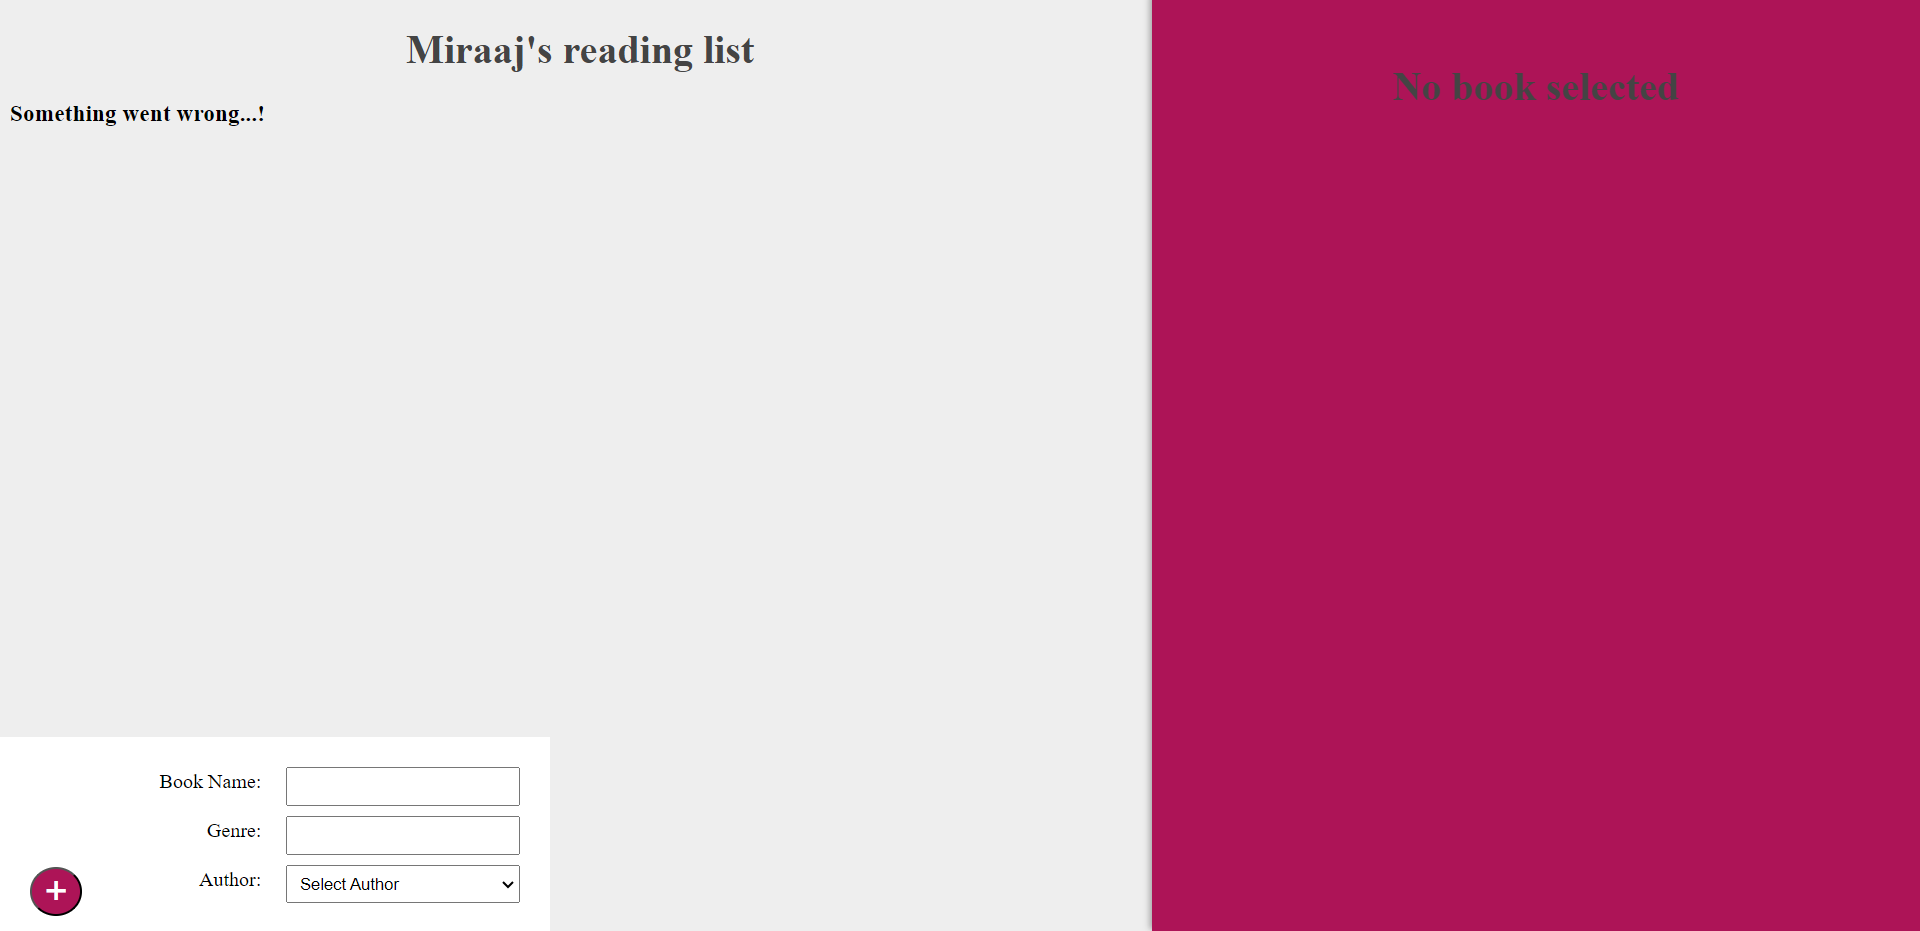 Miraaj's reading list
Something went wrong...!
No book selected
Book Name:
Genre:
Author:
Select Author
+